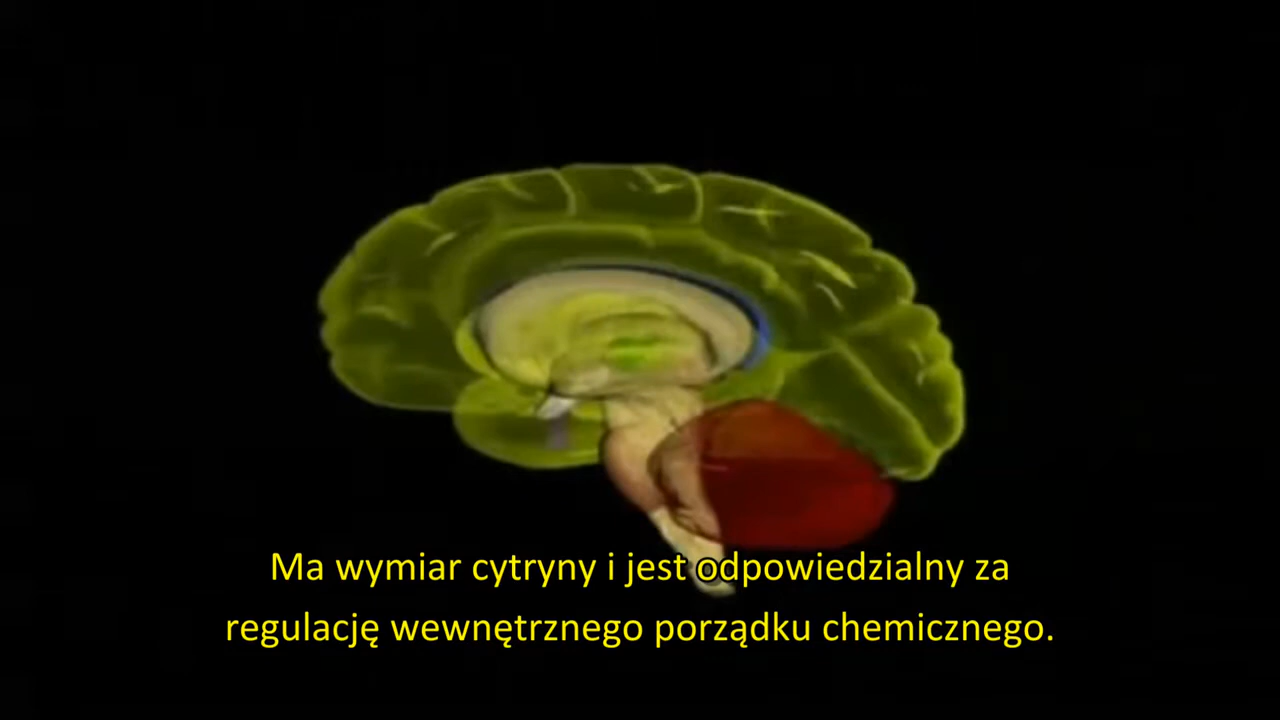 Ma wymiar cytryny i jest odpowiedzialny za
regulację wewnętrznego porządku chemicznego.